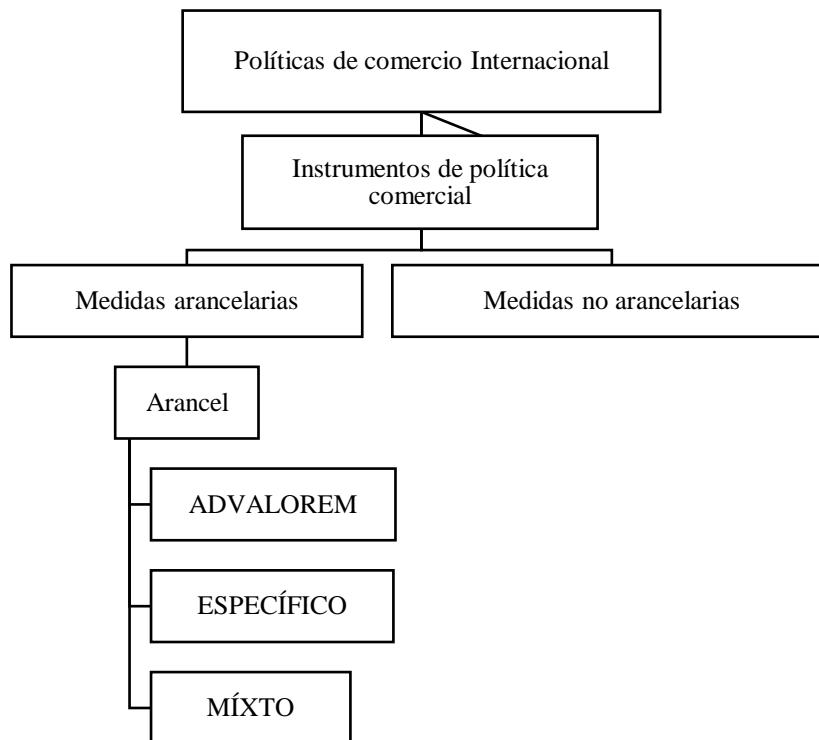 Políticas de comercio Internacional
Instrumentos de política
comercial
Medidas arancelarias
Medidas no arancelarias
Arancel
ADVALOREM
ESPECÍFICO
MÍXTO